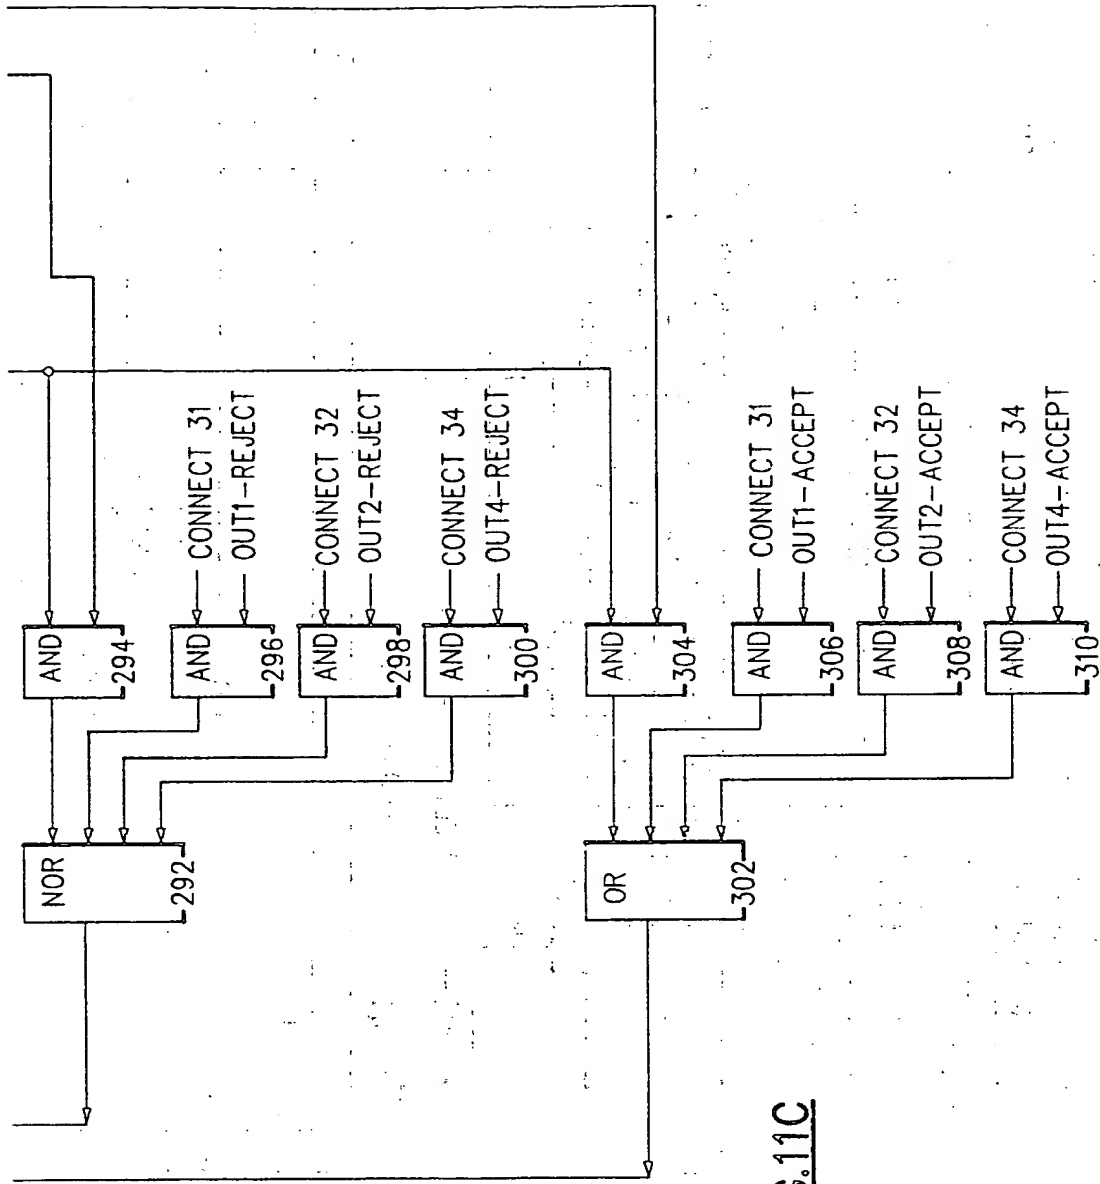 AND
294
CONNECT 31
OUT1-REJECT
AND
296
CONNECT 32
OUT2-REJECT
AND
298
CONNECT 34
OUT4-REJECT
AND
300
NOR
292
AND
304
CONNECT 31
OUT1-ACCEPT
AND
306
CONNECT 32
OUT2-ACCEPT
AND
308
CONNECT 34
OUT4-ACCEPT
AND
310
OR
302
.11C